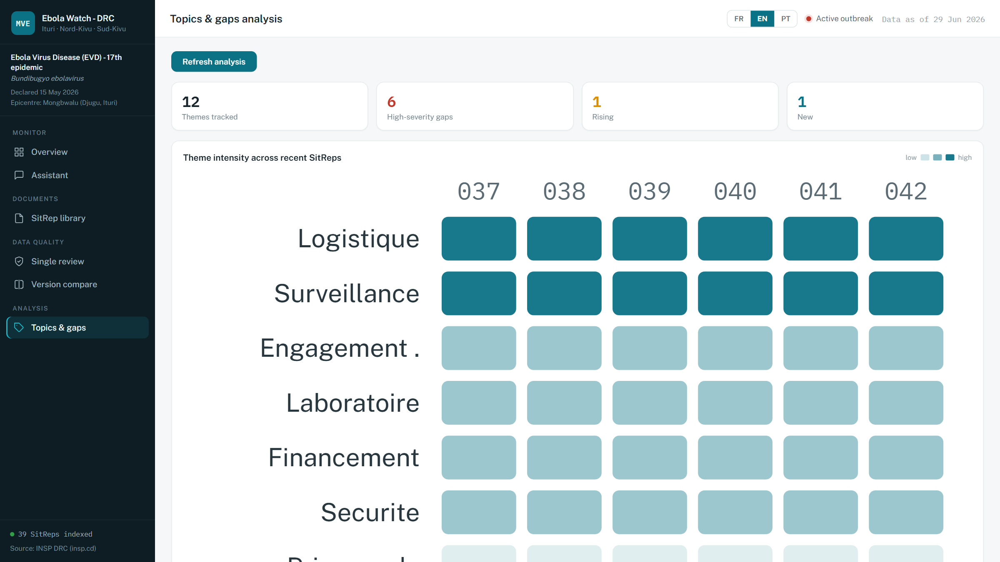 MVE
Ebola Watch - DRC
Ituri · Nord-Kivu · Sud-Kivu
Ebola Virus Disease (EVD) - 17th
epidemic
Bundibugyo ebolavirus
Declared 15 May 2026
Epicentre: Mongbwalu (Djugu, Ituri)
MONITOR
Overview
Assistant
DOCUMENTS
SitRep library
DATA QUALITY
Single review
Version compare
ANALYSIS
Topics & gaps
39 SitReps indexed
Source: INSP DRC (insp.cd)
Topics & gaps analysis
FR EN PT
Active outbreak
Data as of 29 Jun 2026
Refresh analysis
12
Themes tracked
6
High-severity gaps
1
Rising
1
New
Theme intensity across recent SitReps
low high
037 038 039 040 041 042
Logistique
Surveillance
Engagement .
Laboratoire
Financement
Securite